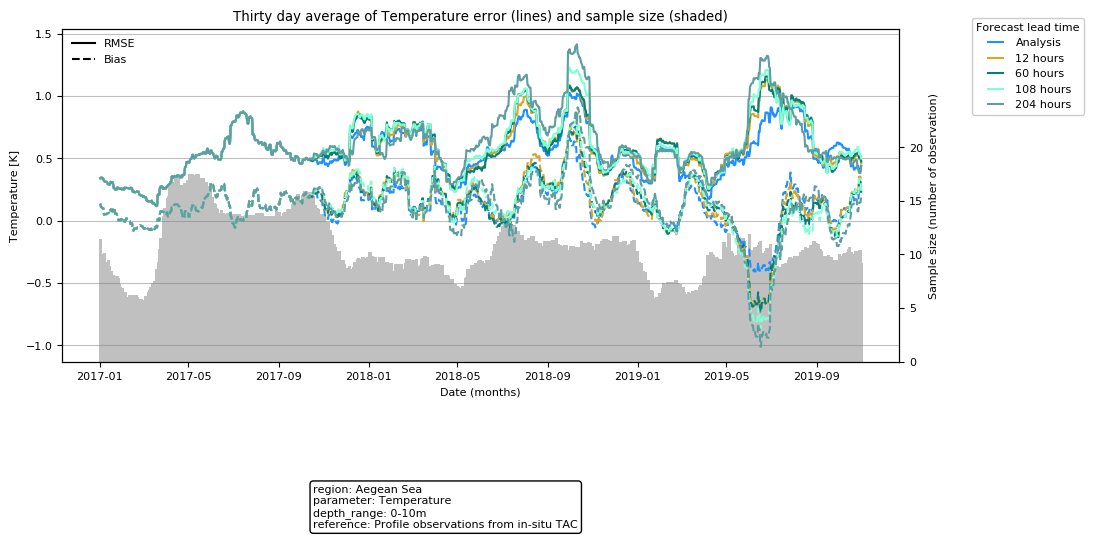 Thirty day average of Temperature error (lines) and sample size (shaded)
Forecast lead time
Analysis
12 hours
60 hours
108 hours
204 hours
RMSE
Bias
1.5
1.0
0.5
0.0
−0.5
−1.0
Temperature [K]
20
15
10
5
0
Sample size (number of observation)
2017-01 2017-05 2017-09 2018-01 2018-05 2018-09 2019-01 2019-05 2019-09
Date (months)
region: Aegean Sea
parameter: Temperature
depth_range: 0-10m
reference: Profile observations from in-situ TAC